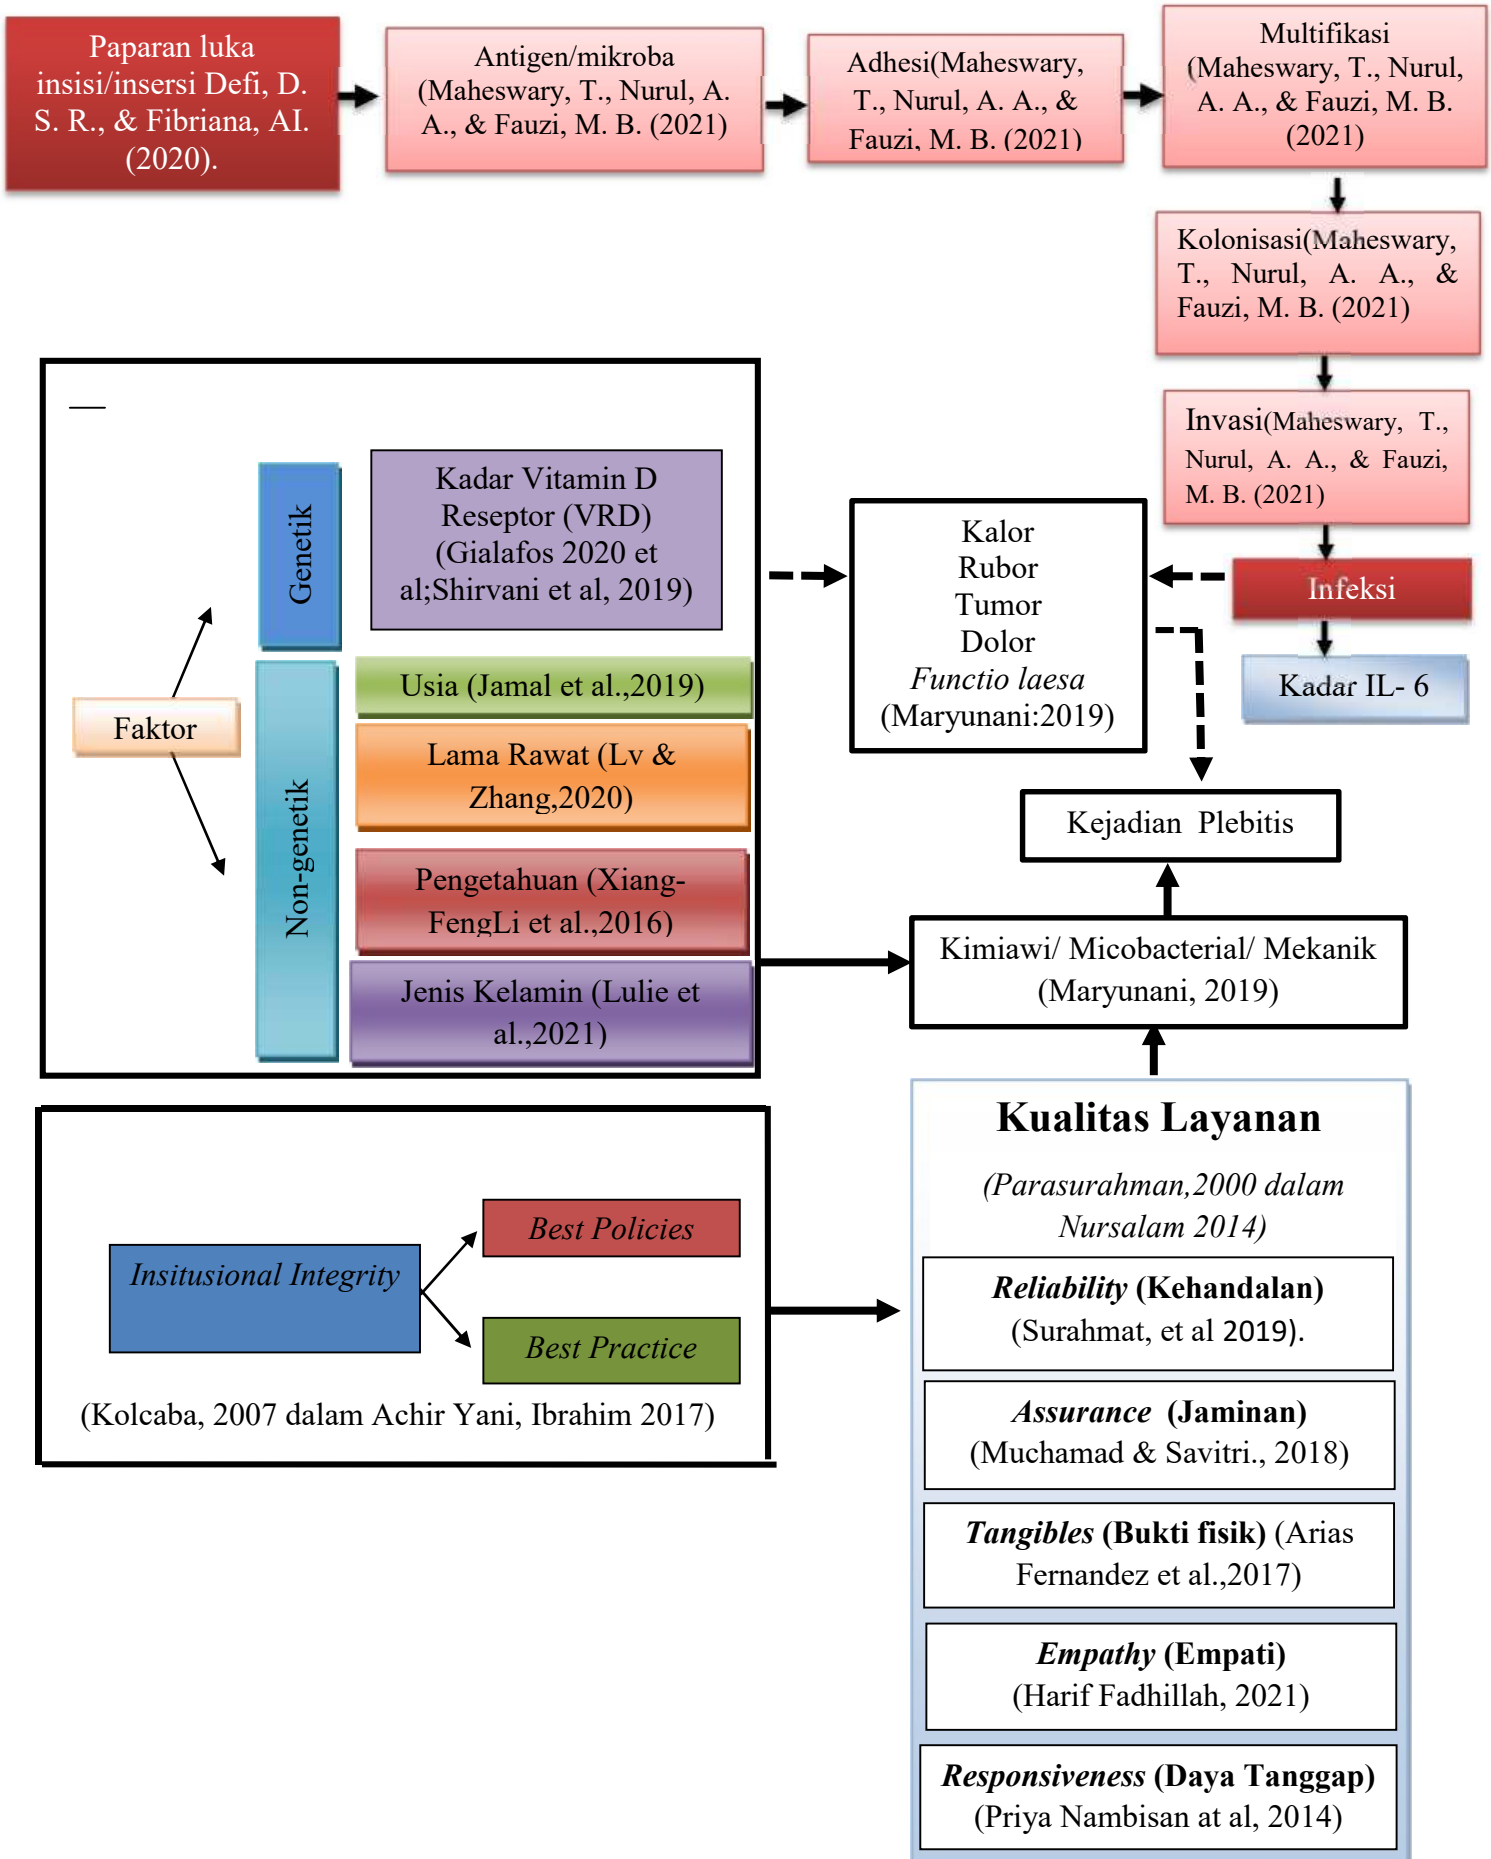 Paparan luka
insisi/insersi Defi, D.
S. R., & Fibriana, AI.
(2020).
Antigen/mikroba
(Maheswary, T., Nurul, A.
A., & Fauzi, M. B. (2021)
Adhesi(Maheswary,
T., Nurul, A. A., &
Fauzi, M. B. (2021)
Multifikasi
(Maheswary, T., Nurul,
A. A., & Fauzi, M. B.
(2021)
Kolonisasi(Maheswary,
T., Nurul, A. A., &
Fauzi, M. B. (2021)
Invasi(Maheswary, T.,
Nurul, A. A., & Fauzi,
M. B. (2021)
Infeksi
Kadar IL- 6
Kalor
Rubor
Tumor
Dolor
Functio laesa
(Maryunani:2019)
Faktor
Genetik
Kadar Vitamin D
Reseptor (VRD)
(Gialafos 2020 et
al;Shirvani et al, 2019)
Non-genetik
Usia (Jamal et al.,2019)
Lama Rawat (Lv &
Zhang,2020)
Pengetahuan (Xiang-
FengLi et al.,2016)
Jenis Kelamin (Lulie et
al.,2021)
Kejadian Plebitis
Kimiawi/ Micobacterial/ Mekanik
(Maryunani, 2019)
Insitusional Integrity
Best Policies
Best Practice
(Kolcaba, 2007 dalam Achir Yani, Ibrahim 2017)
Kualitas Layanan
(Parasurahman,2000 dalam
Nursalam 2014)
Reliability (Kehandalan)
(Surahmat, et al 2019).
Assurance (Jaminan)
(Muchamad & Savitri., 2018)
Tangibles (Bukti fisik) (Arias
Fernandez et al.,2017)
Empathy (Empati)
(Harif Fadhillah, 2021)
Responsiveness (Daya Tanggap)
(Priya Nambisan at al, 2014)